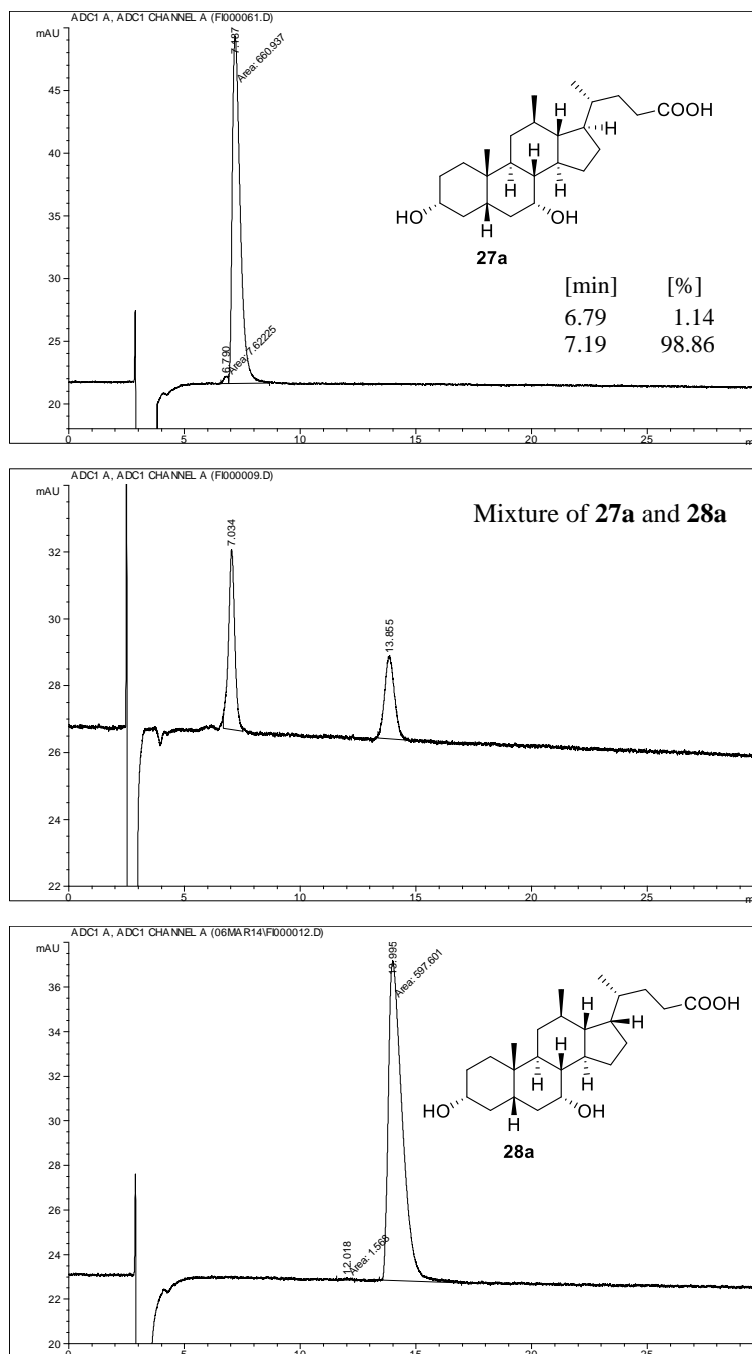 ADC1 A, ADC1 CHANNEL A (FI000061.D)
mAU
7.187
Area: 660.937
COOH
H
H
H
H
H
H
HO
OH
27a
[min] [%]
6.79 1.14
7.19 98.86
6.790
Area: 7.62225
45
40
35
30
25
20
0 5 10 15 20 25 m
ADC1 A, ADC1 CHANNEL A (FI000009.D)
mAU
Mixture of 27a and 28a
7.034
13.855
32
30
28
26
24
22
0 5 10 15 20 25 m
ADC1 A, ADC1 CHANNEL A (06MAR14\FI000012.D)
mAU
13.995
Area: 597.601
COOH
H
H
H
H
H
H
HO
OH
28a
12.018
Area: 1.568
36
34
32
30
28
26
24
22
20
0 5 10 15 20 25